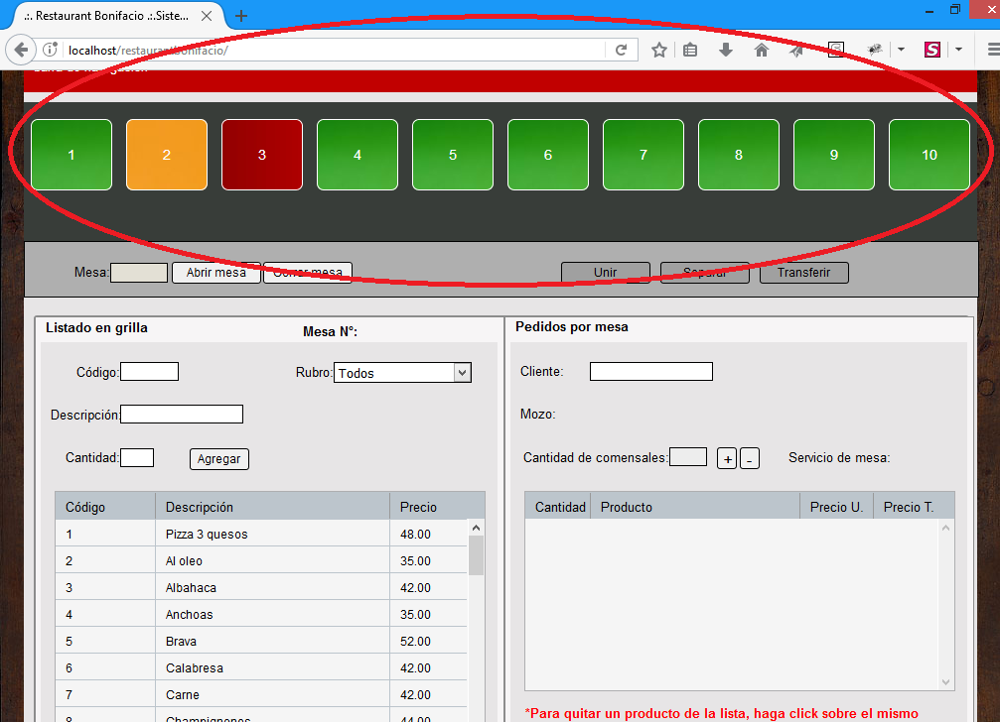 .:. Restaurant Bonifacio .:.Siste...
localhost/restaurantbonifacio/
Barra de navegación
1 2 3 4 5 6 7 8 9 10
Mesa: Abrir mesa Cerrar mesa Unir Separar Transferir
Listado en grilla Mesa N°:
Código: Rubro: Todos
Descripción:
Cantidad: Agregar
Código Descripción Precio
1 Pizza 3 quesos 48.00
2 Al oleo 35.00
3 Albahaca 42.00
4 Anchoas 35.00
5 Brava 52.00
6 Calabresa 42.00
7 Carne 42.00
8 Champignones 44.00
Pedidos por mesa
Cliente:
Mozo:
Cantidad de comensales: + - Servicio de mesa:
Cantidad Producto Precio U. Precio T.
*Para quitar un producto de la lista, haga click sobre el mismo